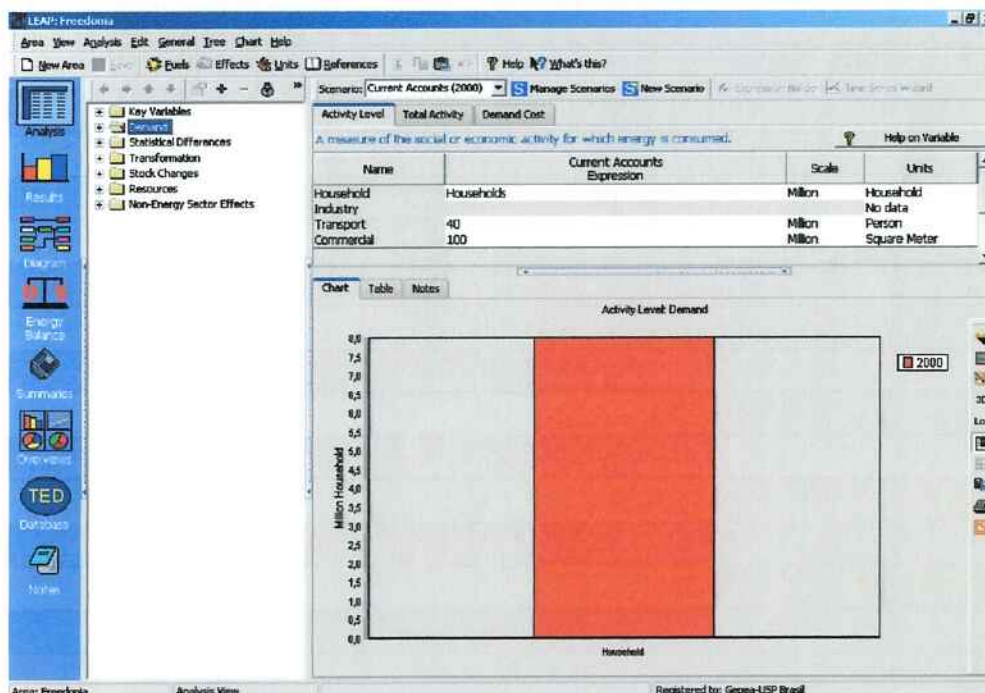 LEAP: Freedonia
Area View Analysis Edit General Tree Chart Help
New Area Save Fuels Effects Units References Help What's this?
Scenario: Current Accounts (2000) Manage Scenarios New Scenario
Analysis
Results
Diagram
Energy
Balance
Summaries
Overviews
TED
Database
Notes
Key Variables
Demand
Statistical Differences
Transformation
Stock Changes
Resources
Non-Energy Sector Effects
Activity Level Total Activity Demand Cost
A measure of the social or economic activity for which energy is consumed. Help on Variable
Name Current Accounts Expression Scale Units
Household Households Million Household
Industry No data
Transport 40 Million Person
Commercial 100 Million Square Meter
Chart Table Notes
Activity Level: Demand
2000
8,0
7,5
7,0
6,5
6,0
5,5
5,0
4,5
4,0
3,5
3,0
2,5
2,0
1,5
1,0
0,5
0,0
Million Household
Household
Area: Freedonia Analysis View Registered to: Gepea-USP Brasil